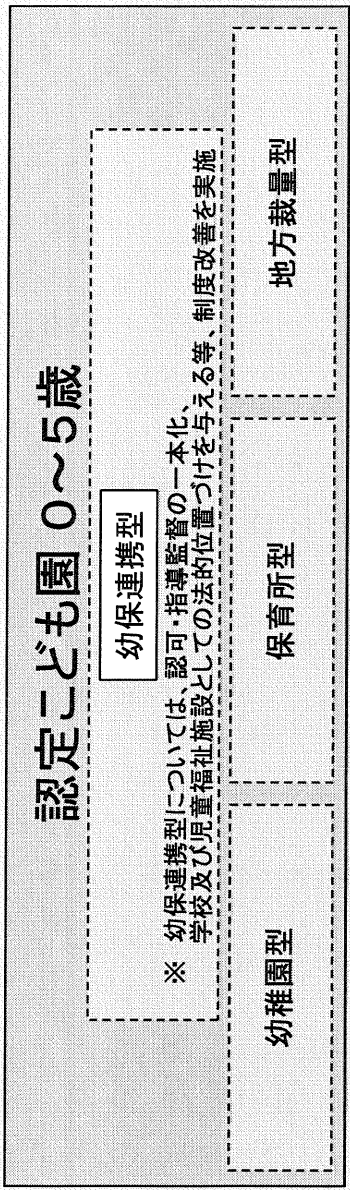 認定こども園 0～5歳
幼保連携型
※ 幼保連携型については、認可・指導監督の一本化、
学校及び児童福祉施設としての法的位置づけを与える等、制度改善を実施
幼稚園型
保育所型
地方裁量型